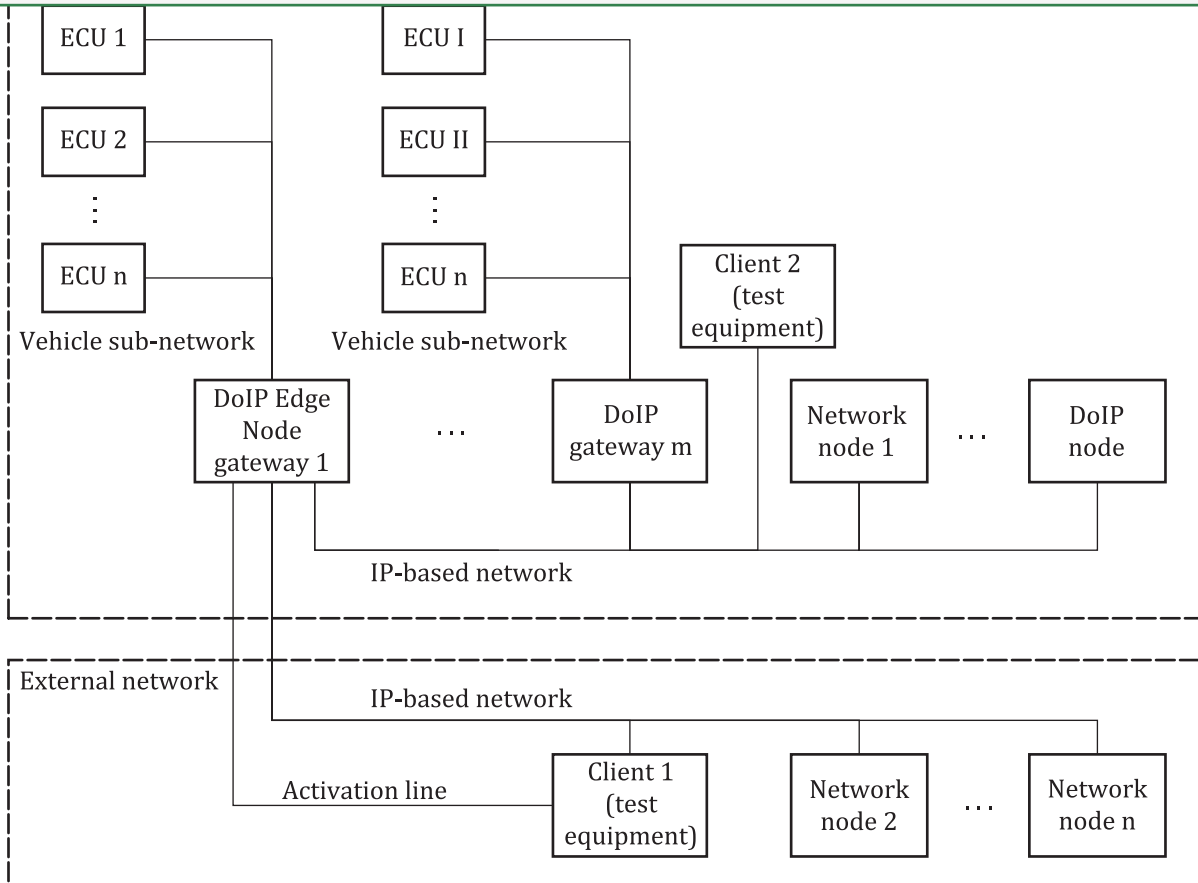 ECU 1
ECU I
ECU 2
ECU II
⋮
⋮
ECU n
ECU n
Vehicle sub-network
Vehicle sub-network
Client 2
(test
equipment)
DoIP Edge
Node
gateway 1
...
DoIP
gateway m
Network
node 1
...
DoIP
node
IP-based network
External network
IP-based network
Activation line
Client 1
(test
equipment)
Network
node 2
...
Network
node n